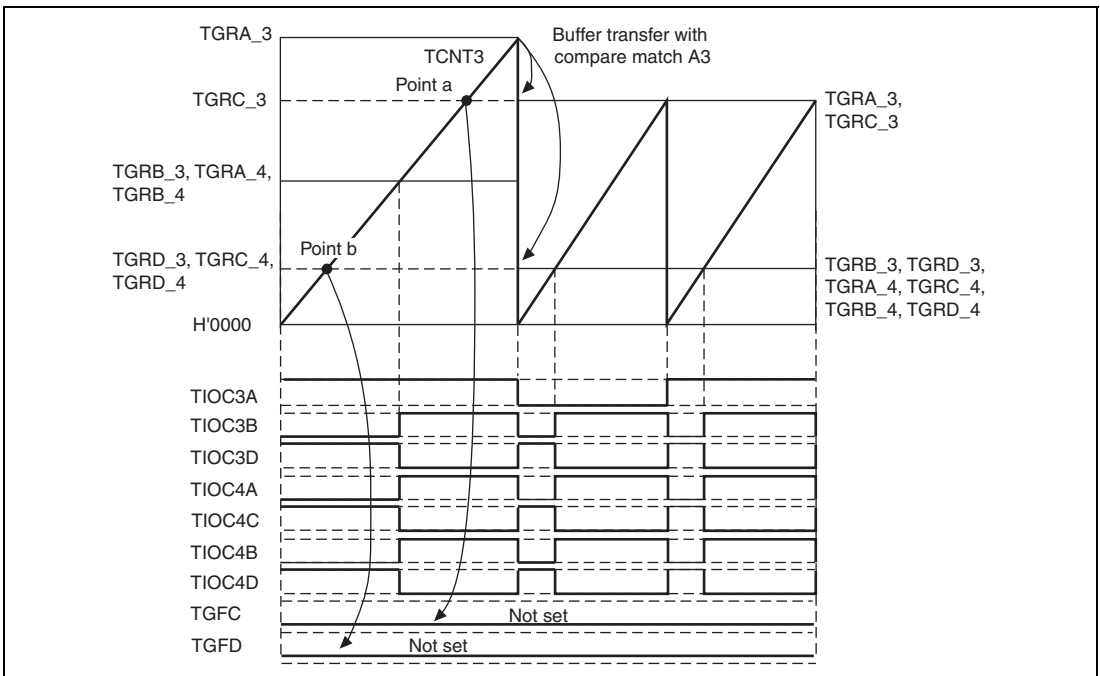 TGRA_3
TCNT3
Buffer transfer with
compare match A3
Point a
TGRC_3
TGRA_3,
TGRC_3
TGRB_3, TGRA_4,
TGRB_4
Point b
TGRD_3, TGRC_4,
TGRD_4
TGRB_3, TGRD_3,
TGRA_4, TGRC_4,
TGRB_4, TGRD_4
H'0000
TIOC3A
TIOC3B
TIOC3D
TIOC4A
TIOC4C
TIOC4B
TIOC4D
TGFC
Not set
TGFD
Not set